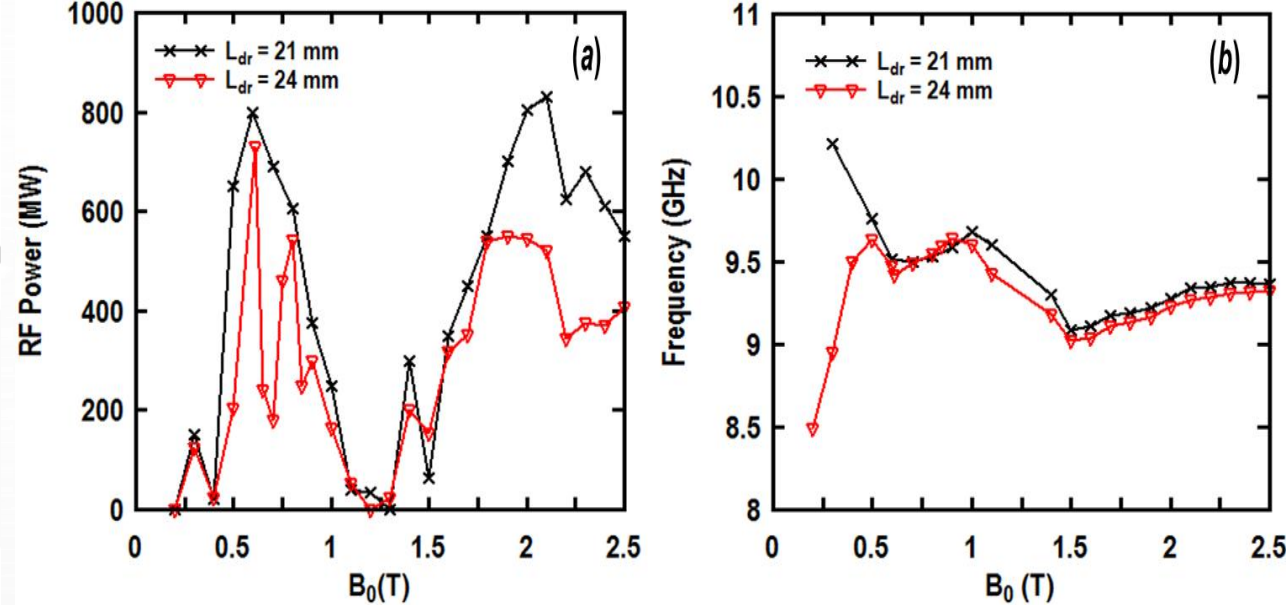 (a)
L_dr = 21 mm
L_dr = 24 mm
RF Power (MW)
1000
800
600
400
200
0
0 0.5 1 1.5 2 2.5
B_0(T)
(b)
L_dr = 21 mm
L_dr = 24 mm
Frequency (GHz)
11
10.5
10
9.5
9
8.5
8
0 0.5 1 1.5 2 2.5
B_0 (T)